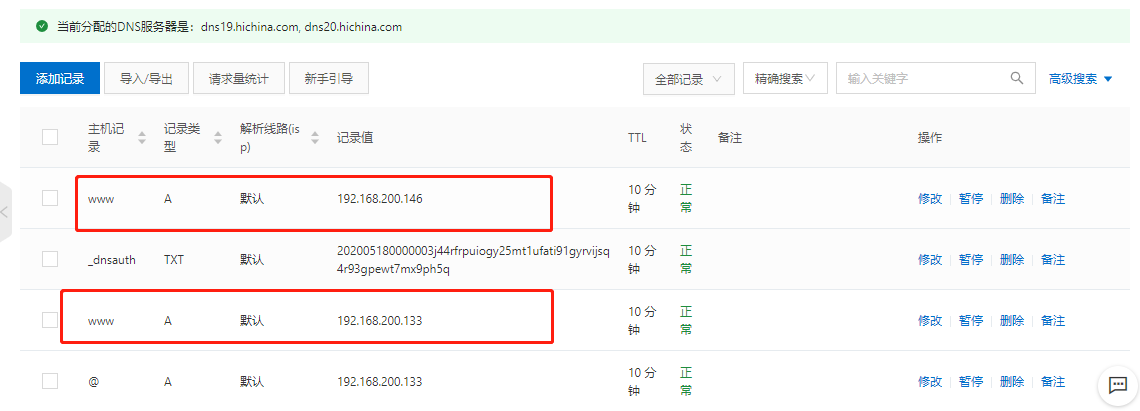 当前分配的DNS服务器是：dns19.hichina.com, dns20.hichina.com
添加记录 导入/导出 请求量统计 新手引导 全部记录 精确搜索 输入关键字 高级搜索
主机记录 记录类型 解析线路(isp) 记录值 TTL 状态 备注 操作
www A 默认 192.168.200.146 10 分钟 正常 修改 暂停 删除 备注
_dnsauth TXT 默认 202005180000003j44rfrpuiogy25mt1ufati91gyrvijsq4r93gpewt7mx9ph5q 10 分钟 正常 修改 暂停 删除 备注
www A 默认 192.168.200.133 10 分钟 正常 修改 暂停 删除 备注
@ A 默认 192.168.200.133 10 分钟 正常 修改 暂停 删除 备注